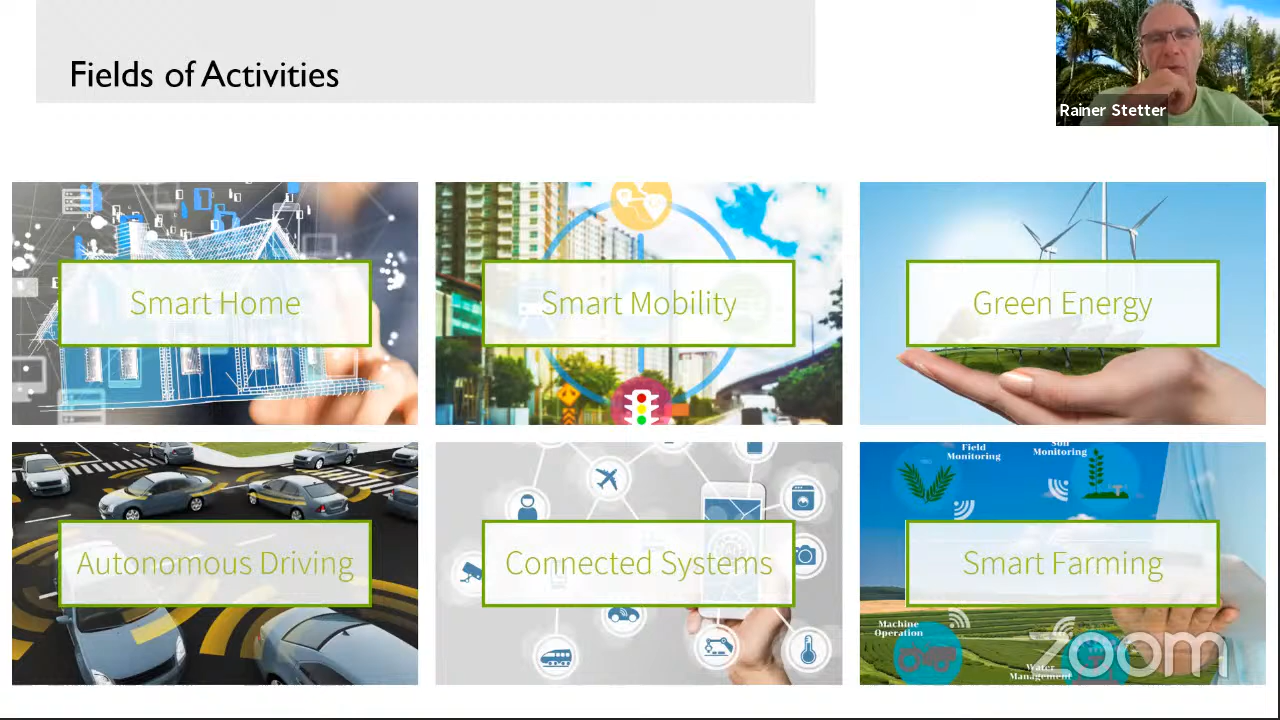 Fields of Activities
Rainer Stetter
Smart Home
Smart Mobility
Green Energy
Autonomous Driving
Connected Systems
Field
Monitoring
Soil
Monitoring
Smart Farming
Machine
Operation
Water
Management
zoom